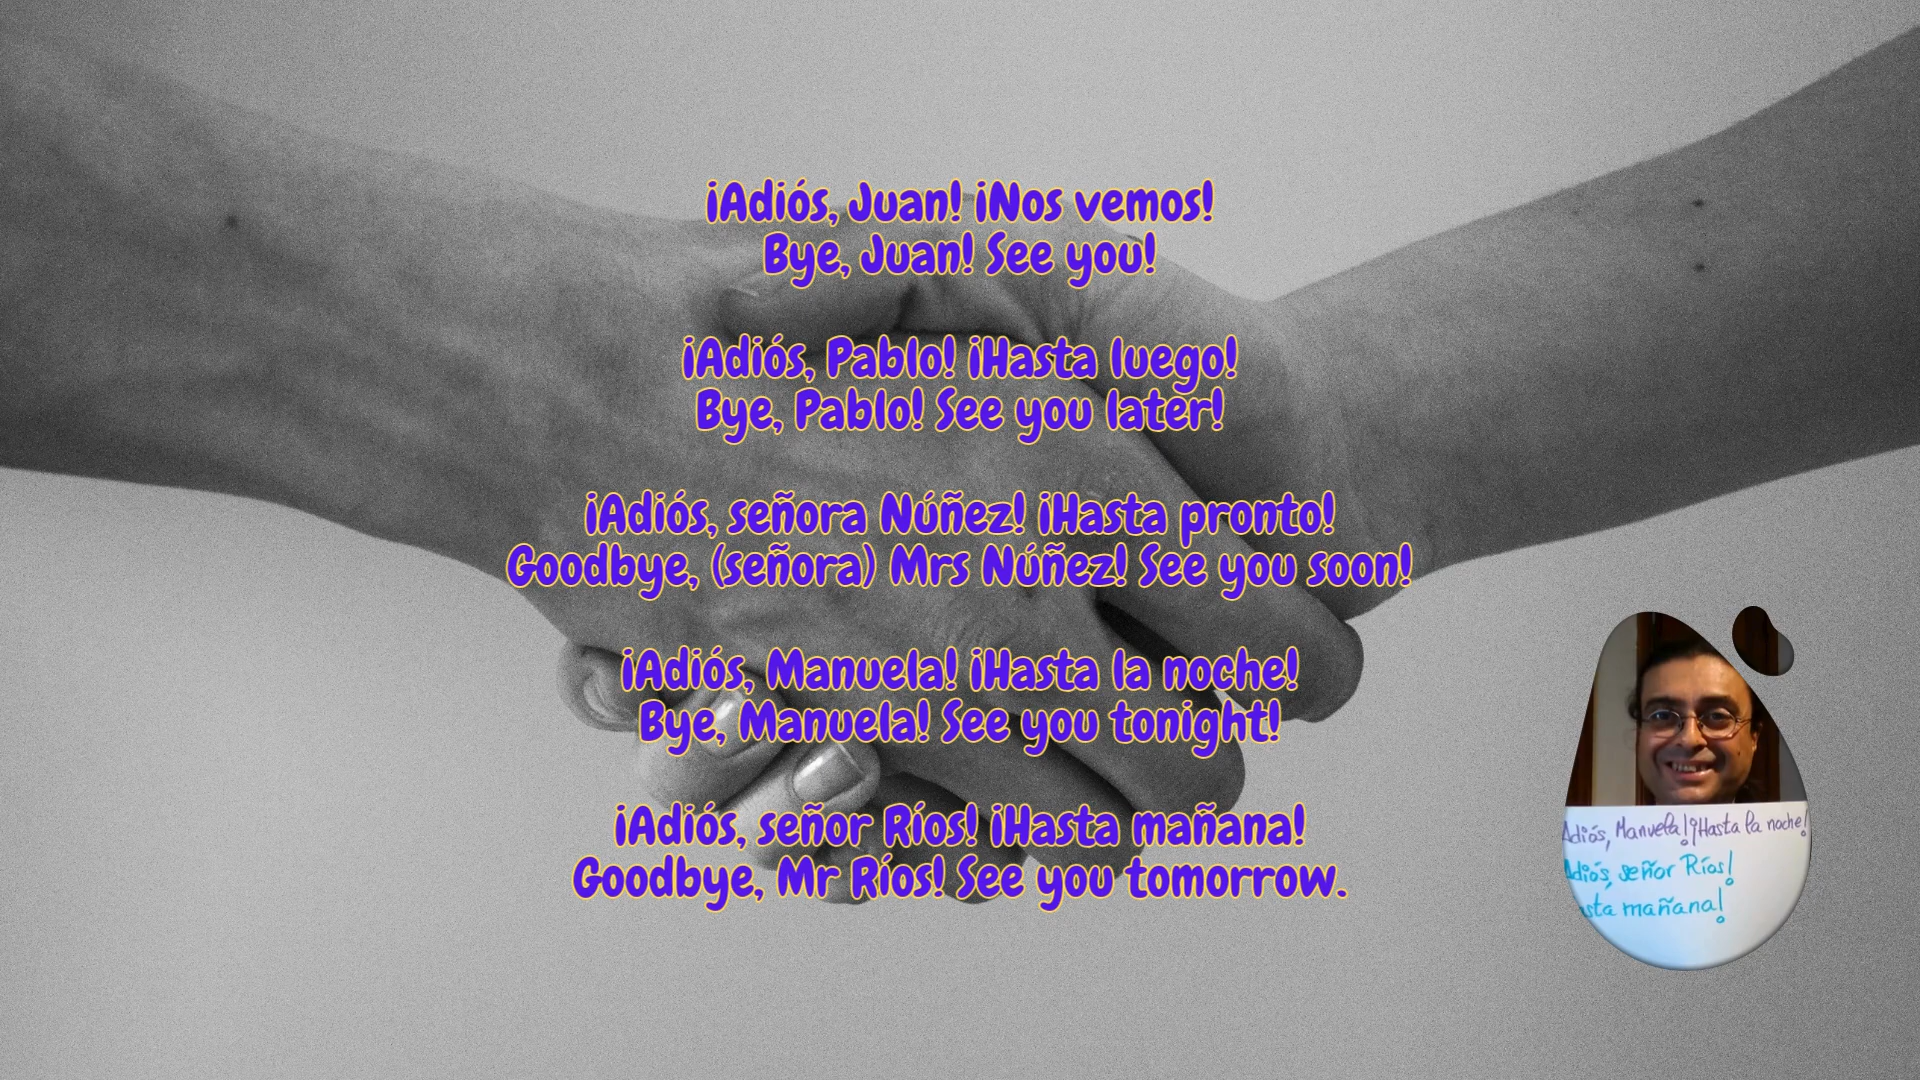 ¡Adiós, Juan! ¡Nos vemos!
Bye, Juan! See you!
¡Adiós, Pablo! ¡Hasta luego!
Bye, Pablo! See you later!
¡Adiós, señora Núñez! ¡Hasta pronto!
Goodbye, (señora) Mrs Núñez! See you soon!
¡Adiós, Manuela! ¡Hasta la noche!
Bye, Manuela! See you tonight!
¡Adiós, señor Ríos! ¡Hasta mañana!
Goodbye, Mr Ríos! See you tomorrow.
Adiós, Manuela! ¡Hasta la noche!
diós, señor Ríos!
sta mañana!